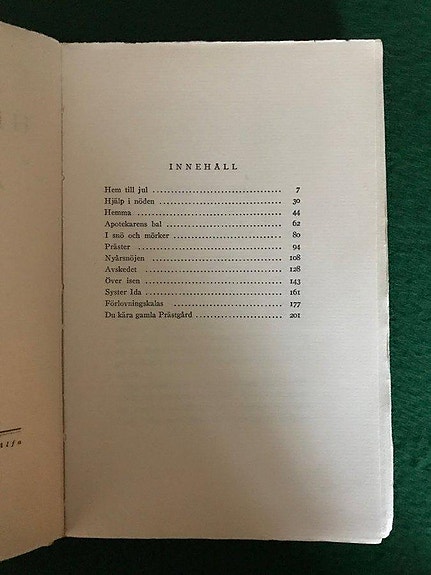 INNEHÅLL
Hem till jul ........................................ 7
Hjälp i nöden ........................................ 30
Hemma ........................................ 44
Apotekarens bal ........................................ 62
I snö och mörker ........................................ 80
Präster ........................................ 94
Nyårsnöjen ........................................ 108
Avskedet ........................................ 128
Över isen ........................................ 143
Syster Ida ........................................ 161
Förlovningskalas ........................................ 177
Du kära gamla Prästgård ........................................ 201